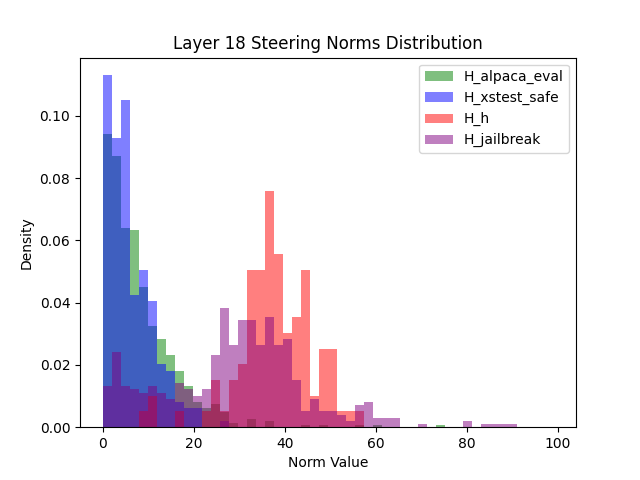 Layer 18 Steering Norms Distribution
H_alpaca_eval
H_xstest_safe
H_h
H_jailbreak
Density
0.10
0.08
0.06
0.04
0.02
0.00
0
20
40
60
80
100
Norm Value